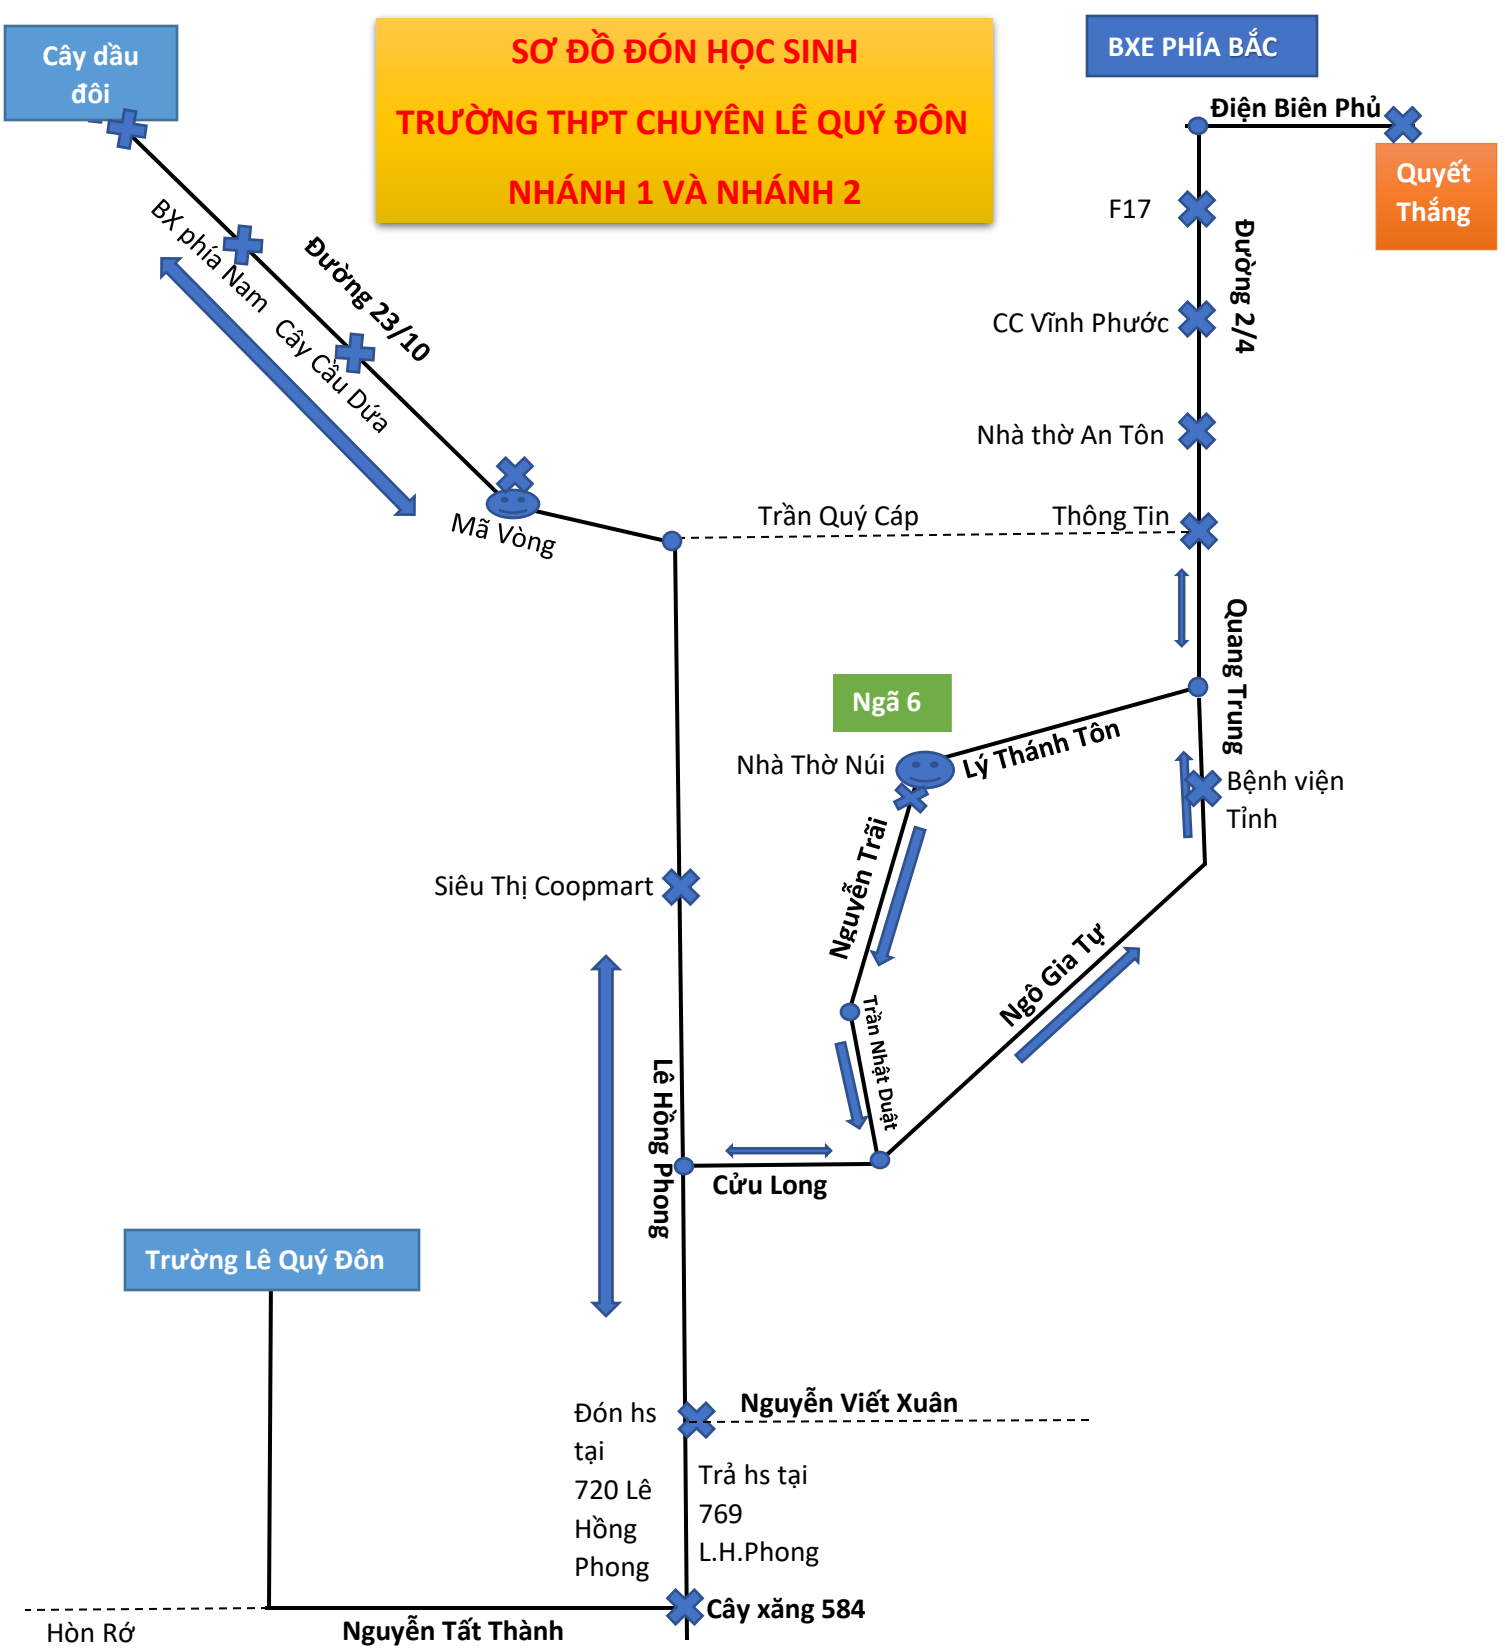 Cây dầu
đôi
SƠ ĐỒ ĐÓN HỌC SINH
TRƯỜNG THPT CHUYÊN LÊ QUÝ ĐÔN
NHÁNH 1 VÀ NHÁNH 2
BXE PHÍA BẮC
Điện Biên Phủ
Quyết
Thắng
F17
Đường 2/4
BX phía Nam
Đường 23/10
Cây Cầu Dứa
CC Vĩnh Phước
Nhà thờ An Tôn
Mã Vòng
Trần Quý Cáp
Thông Tin
Quang Trung
Ngã 6
Lý Thánh Tôn
Nhà Thờ Núi
Bệnh viện
Tỉnh
Nguyễn Trãi
Siêu Thị Coopmart
Ngô Gia Tự
Trần Nhật Duật
Lê Hồng Phong
Cửu Long
Trường Lê Quý Đôn
Nguyễn Viết Xuân
Đón hs
tại
720 Lê
Hồng
Phong
Trả hs tại
769
L.H.Phong
Cây xăng 584
Hòn Rớ
Nguyễn Tất Thành